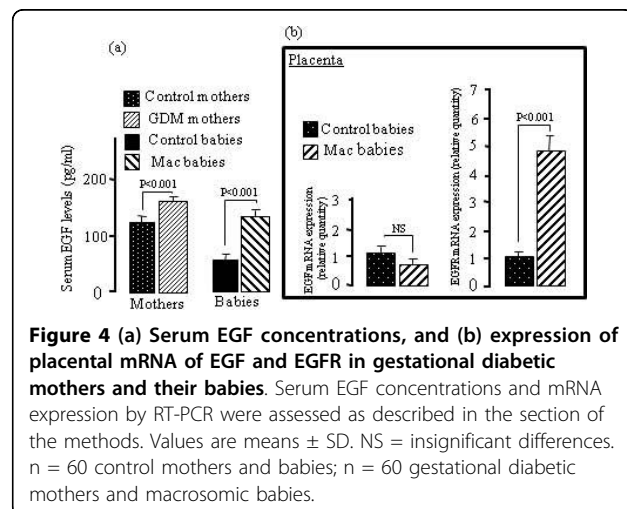 (a)
Control mothers
GDM mothers
Control babies
Mac babies
Serum EGF levels (pg/ml)
200
100
0
P<0.001
P<0.001
Mothers
Babies
(b)
Placenta
Control babies
Mac babies
EGF mRNA expression
(relative quantity)
3
2
1
0
NS
EGFR mRNA expression (relative quantity)
7
6
5
4
3
2
1
0
P<0.001
Figure 4 (a) Serum EGF concentrations, and (b) expression of
placental mRNA of EGF and EGFR in gestational diabetic
mothers and their babies. Serum EGF concentrations and mRNA
expression by RT-PCR were assessed as described in the section of
the methods. Values are means ± SD. NS = insignificant differences.
n = 60 control mothers and babies; n = 60 gestational diabetic
mothers and macrosomic babies.